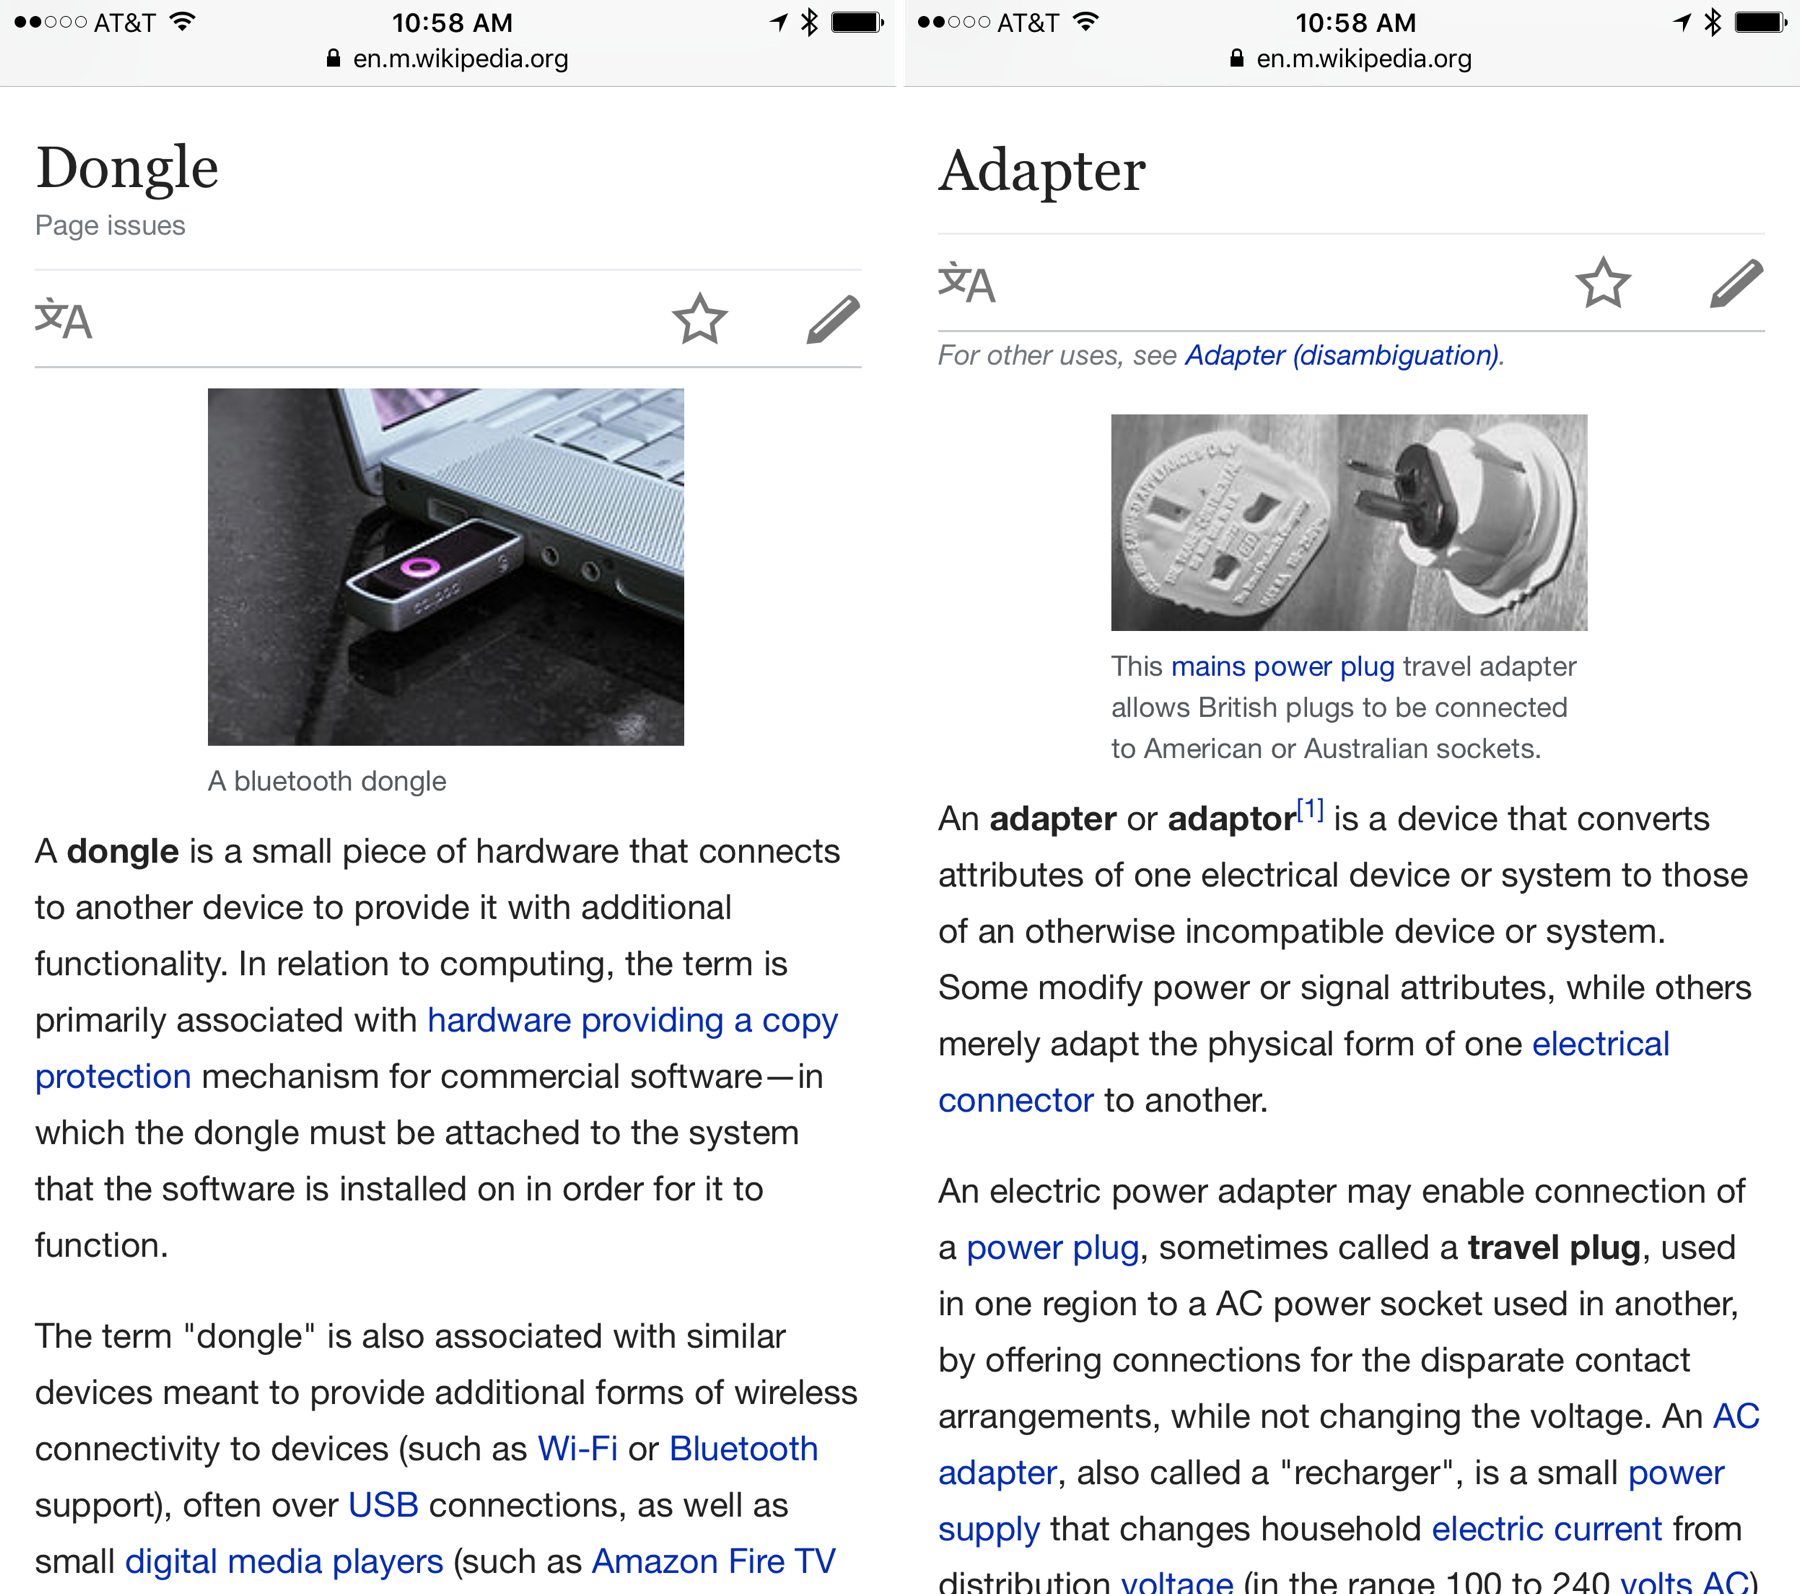 AT&T 10:58 AM
en.m.wikipedia.org
Dongle
Page issues
文A
A bluetooth dongle
A dongle is a small piece of hardware that connects
to another device to provide it with additional
functionality. In relation to computing, the term is
primarily associated with hardware providing a copy
protection mechanism for commercial software—in
which the dongle must be attached to the system
that the software is installed on in order for it to
function.
The term "dongle" is also associated with similar
devices meant to provide additional forms of wireless
connectivity to devices (such as Wi-Fi or Bluetooth
support), often over USB connections, as well as
small digital media players (such as Amazon Fire TV
AT&T 10:58 AM
en.m.wikipedia.org
Adapter
文A
For other uses, see Adapter (disambiguation).
This mains power plug travel adapter
allows British plugs to be connected
to American or Australian sockets.
An adapter or adaptor[1] is a device that converts
attributes of one electrical device or system to those
of an otherwise incompatible device or system.
Some modify power or signal attributes, while others
merely adapt the physical form of one electrical
connector to another.
An electric power adapter may enable connection of
a power plug, sometimes called a travel plug, used
in one region to a AC power socket used in another,
by offering connections for the disparate contact
arrangements, while not changing the voltage. An AC
adapter, also called a "recharger", is a small power
supply that changes household electric current from
distribution voltage (in the range 100 to 240 volts AC)